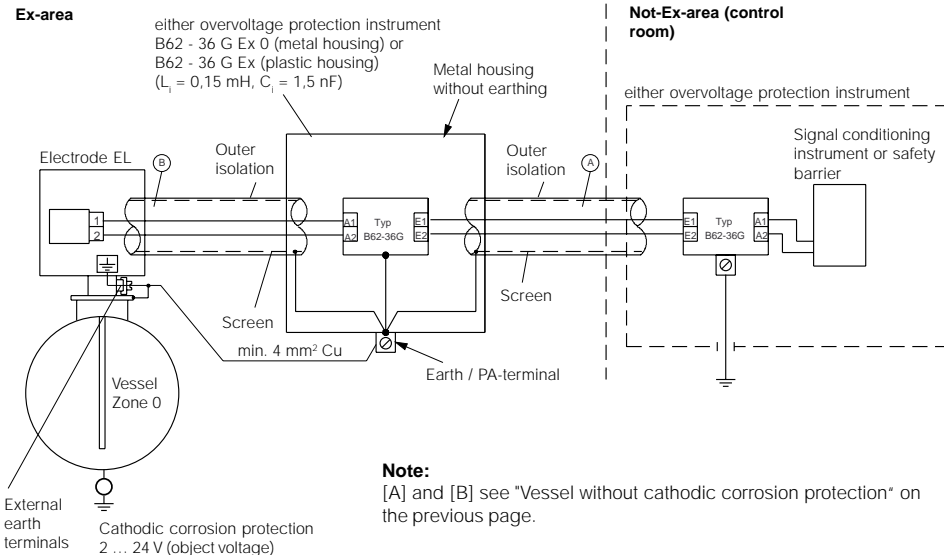 Ex-area
either overvoltage protection instrument
B62 - 36 G Ex 0 (metal housing) or
B62 - 36 G Ex (plastic housing)
(Li = 0,15 mH, Ci = 1,5 nF)
Metal housing
without earthing
Not-Ex-area (control
room)
either overvoltage protection instrument
Signal conditioning
instrument or safety
barrier
Electrode EL
B
Outer
isolation
Outer
isolation
A
1
2
A1
A2
Typ
B62-36G
E1
E2
E1
E2
Typ
B62-36G
A1
A2
Screen
Screen
min. 4 mm² Cu
Earth / PA-terminal
Vessel
Zone 0
External
earth
terminals
Cathodic corrosion protection
2 … 24 V (object voltage)
Note:
[A] and [B] see "Vessel without cathodic corrosion protection“ on
the previous page.